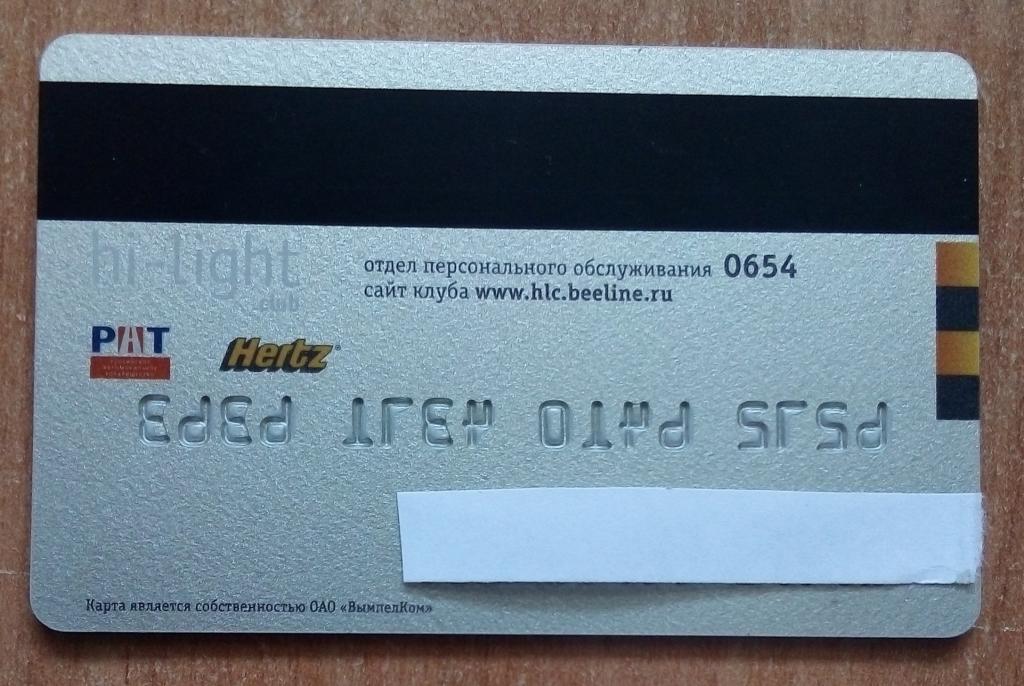 hi-light
club
отдел персонального обслуживания 0654
сайт клуба www.hlc.beeline.ru
РАТ
Hertz
Карта является собственностью ОАО «ВымпелКом»